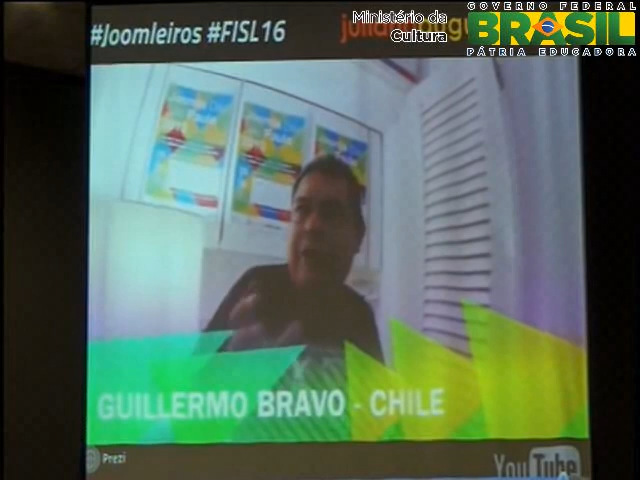 #Joomleiros #FISL16
Ministério da
Cultura
GOVERNO FEDERAL
BRASIL
PÁTRIA EDUCADORA
GUILLERMO BRAVO - CHILE
Prezi
YouTube